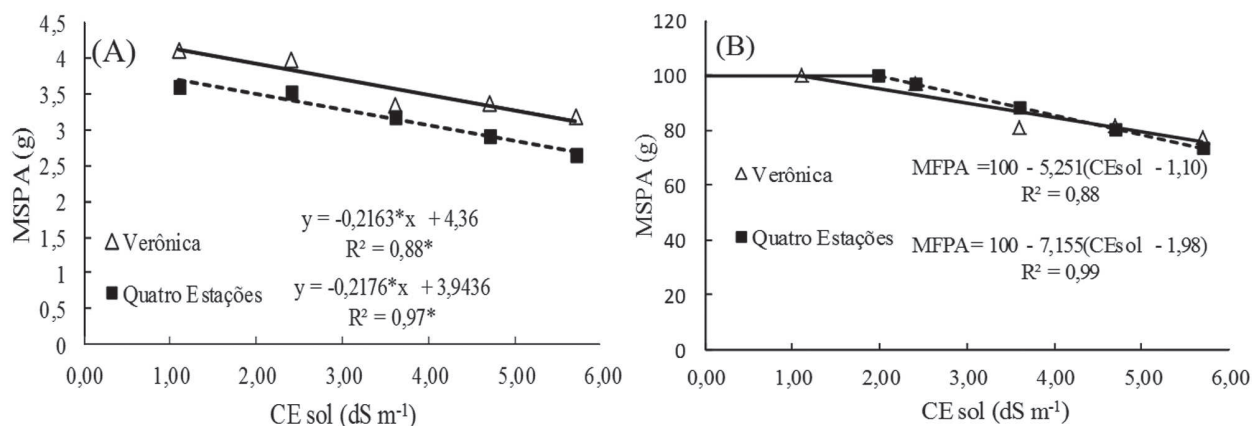 (A)
MSPA (g)
5
4,5
4
3,5
3
2,5
2
1,5
1
0,5
0
0,00 1,00 2,00 3,00 4,00 5,00 6,00
CE sol (dS m⁻¹)
Verônica
y = -0,2163*x + 4,36
R² = 0,88*
Quatro Estações
y = -0,2176*x + 3,9436
R² = 0,97*
(B)
MSPA (g)
120
100
80
60
40
20
0
0,00 1,00 2,00 3,00 4,00 5,00 6,00
CE sol (dS m⁻¹)
Verônica
MFPA =100 - 5,251(CEsol - 1,10)
R² = 0,88
Quatro Estações
MFPA= 100 - 7,155(CEsol - 1,98)
R² = 0,99